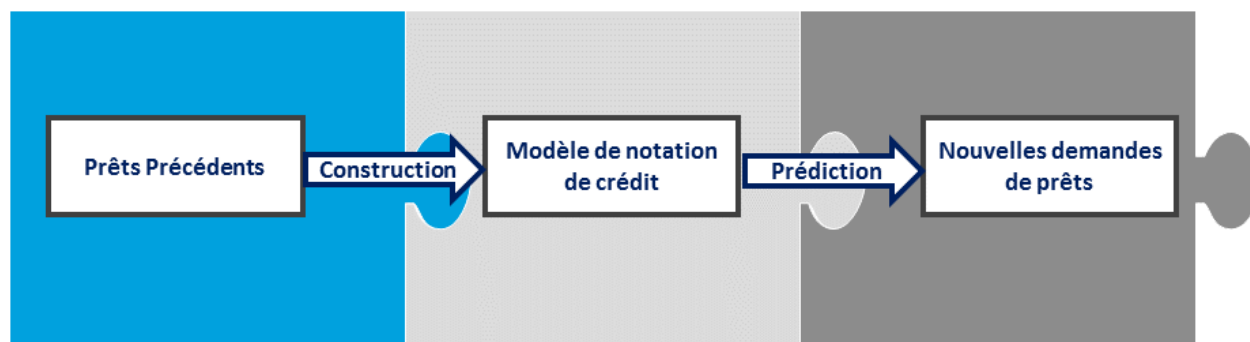 Prêts Précédents
Construction
Modèle de notation
de crédit
Prédiction
Nouvelles demandes
de prêts